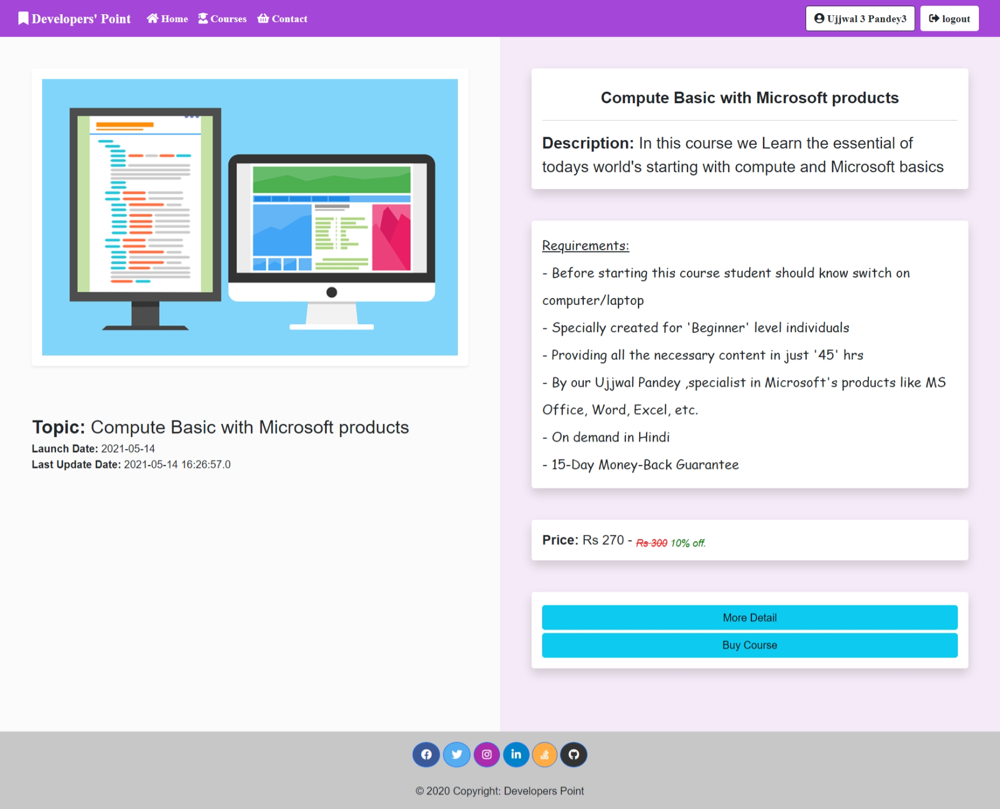 Developers' Point Home Courses Contact Ujjwal 3 Pandey3 logout
Compute Basic with Microsoft products
Description: In this course we Learn the essential of
todays world's starting with compute and Microsoft basics
Requirements:
- Before starting this course student should know switch on
computer/laptop
- Specially created for 'Beginner' level individuals
- Providing all the necessary content in just '45' hrs
- By our Ujjwal Pandey ,specialist in Microsoft's products like MS
Office, Word, Excel, etc.
- On demand in Hindi
- 15-Day Money-Back Guarantee
Topic: Compute Basic with Microsoft products
Launch Date: 2021-05-14
Last Update Date: 2021-05-14 16:26:57.0
Price: Rs 270 - Rs 300 10% off.
More Detail
Buy Course
© 2020 Copyright: Developers Point